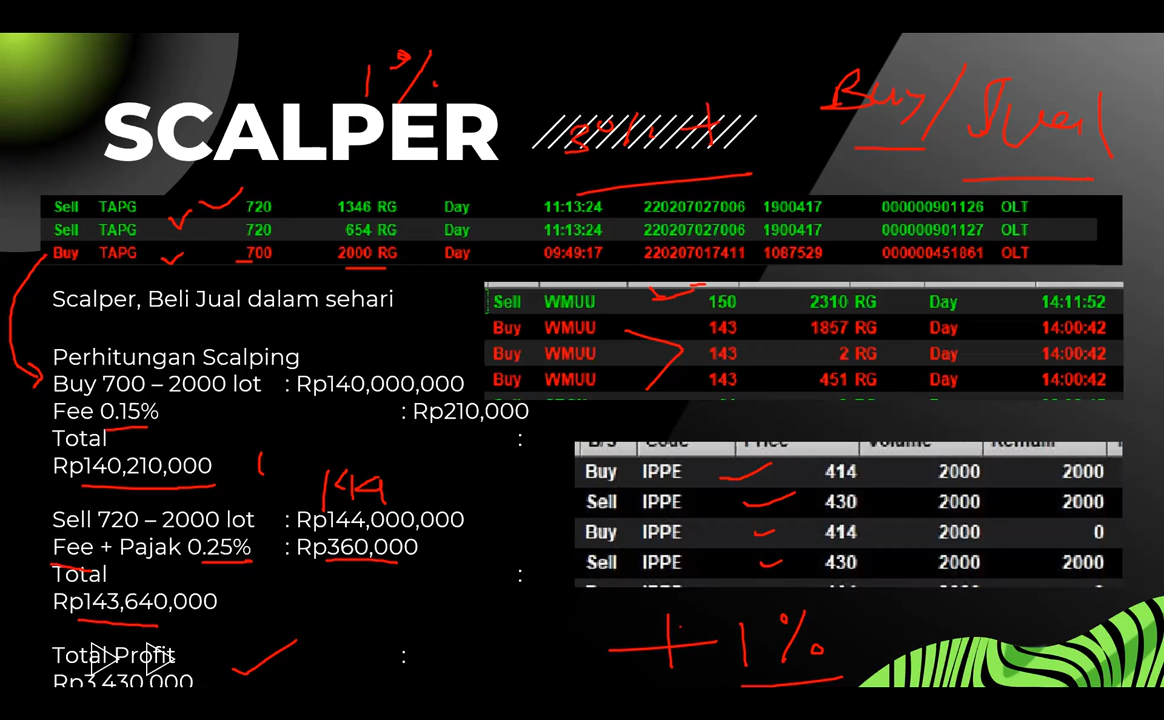 1%
SCALPER
3% +
Buy / Jual
Sell TAPG 720 1346 RG Day 11:13:24 220207027006 1900417 000000901126 OLT
Sell TAPG 720 654 RG Day 11:13:24 220207027006 1900417 000000901127 OLT
Buy TAPG 700 2000 RG Day 09:49:17 220207017411 1087529 000000451861 OLT
Scalper, Beli Jual dalam sehari
Perhitungan Scalping
Buy 700 – 2000 lot : Rp140,000,000
Fee 0.15% : Rp210,000
Total :
Rp140,210,000
Sell 720 – 2000 lot : Rp144,000,000
Fee + Pajak 0.25% : Rp360,000
Total :
Rp143,640,000
Total Profit :
Rp3,430,000
144
Sell WMUU 150 2310 RG Day 14:11:52
Buy WMUU 143 1857 RG Day 14:00:42
Buy WMUU 143 2 RG Day 14:00:42
Buy WMUU 143 451 RG Day 14:00:42
B/S Code Price Volume Remain
Buy IPPE 414 2000 2000
Sell IPPE 430 2000 2000
Buy IPPE 414 2000 0
Sell IPPE 430 2000 2000
+ 1%